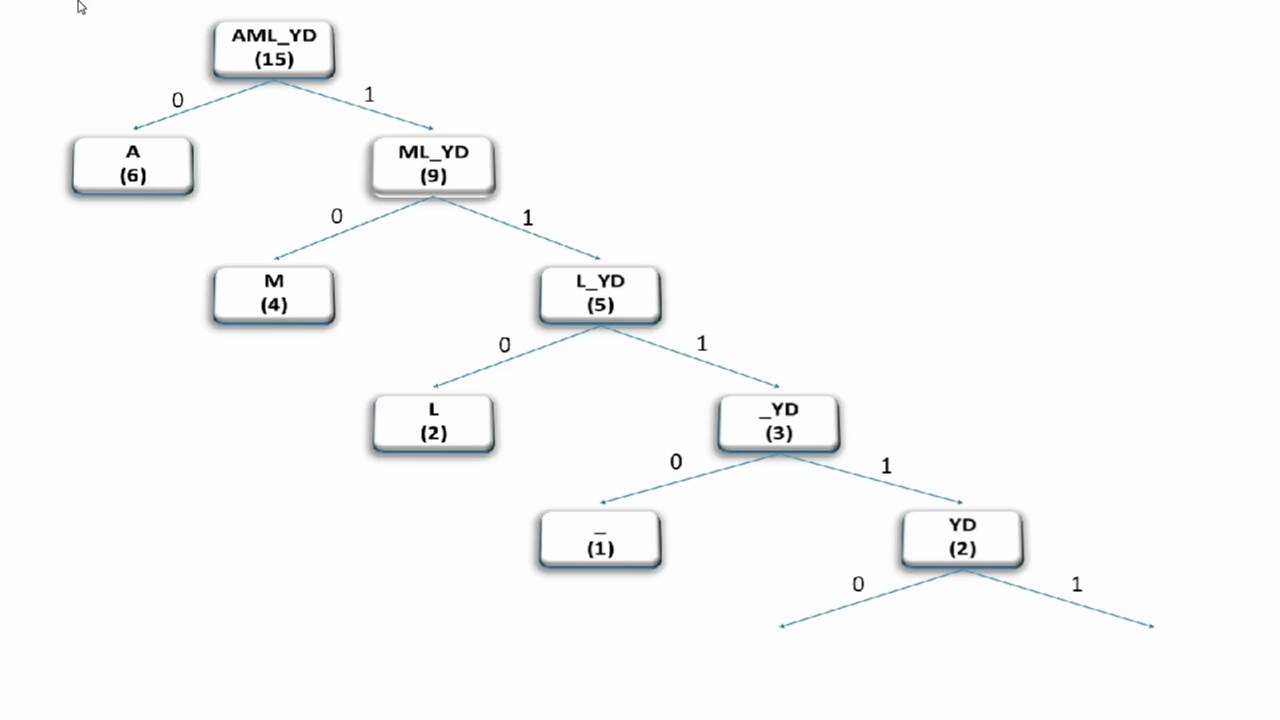 AML_YD
(15)
0
1
A
(6)
ML_YD
(9)
0
1
M
(4)
L_YD
(5)
0
1
L
(2)
_YD
(3)
0
1
_
(1)
YD
(2)
0
1